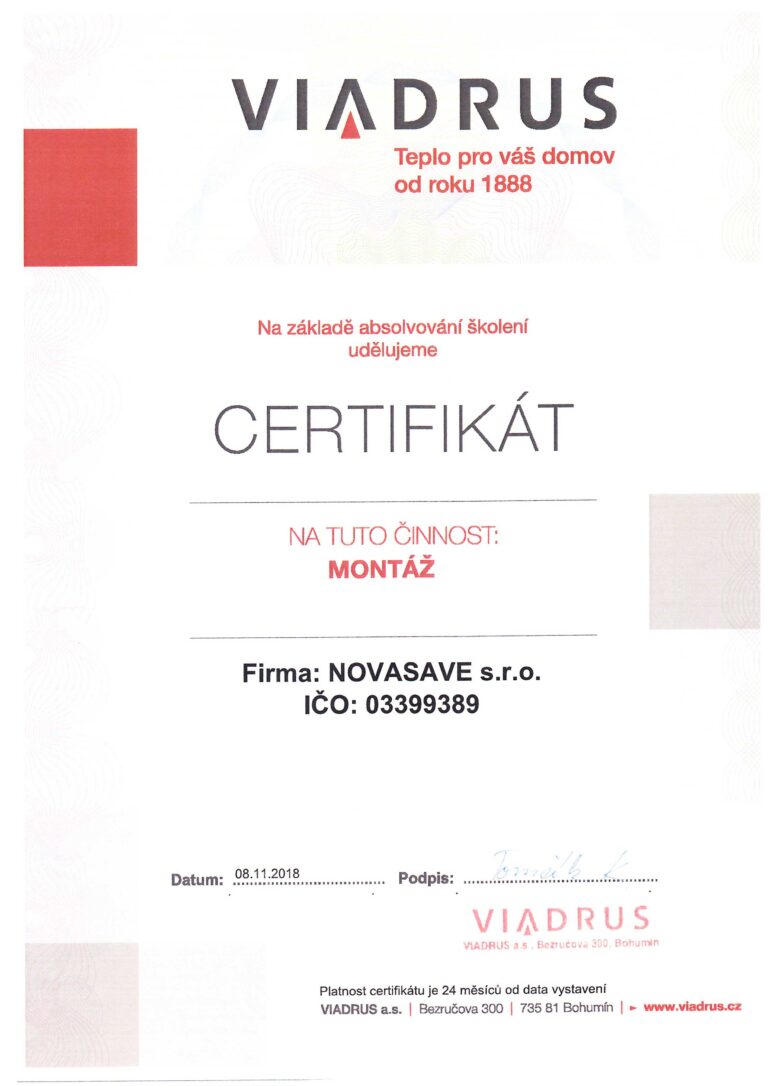 VIADRUS
Teplo pro váš domov
od roku 1888
Na základě absolvování školení
udělujeme
CERTIFIKÁT
NA TUTO ČINNOST:
MONTÁŽ
Firma: NOVASAVE s.r.o.
IČO: 03399389
Datum: 08.11.2018 Podpis:
VIADRUS
VIADRUS a.s., Bezručova 300, Bohumín
Platnost certifikátu je 24 měsíců od data vystavení
VIADRUS a.s. | Bezručova 300 | 735 81 Bohumín | ► www.viadrus.cz